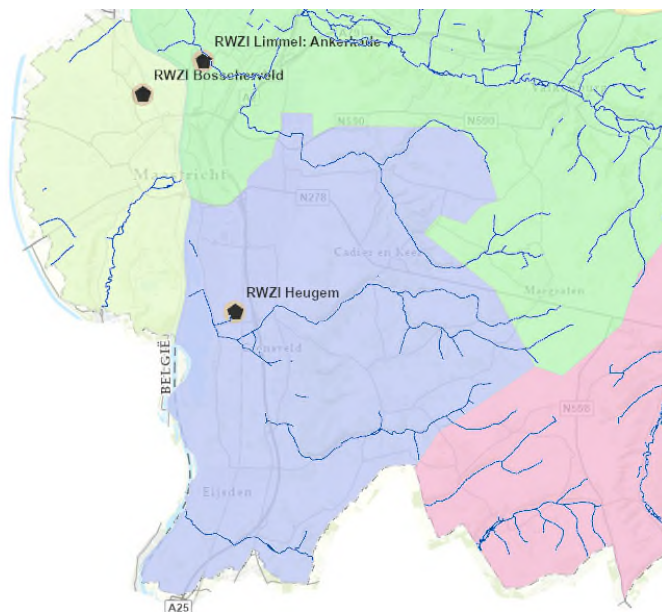 RWZI Limmel: Ankerkade
RWZI Bosscherveld
N590
N590
Maastricht
N278
Cadier en Keer
Margraten
RWZI Heugem
BELGIË
N598
Eijsden
A25